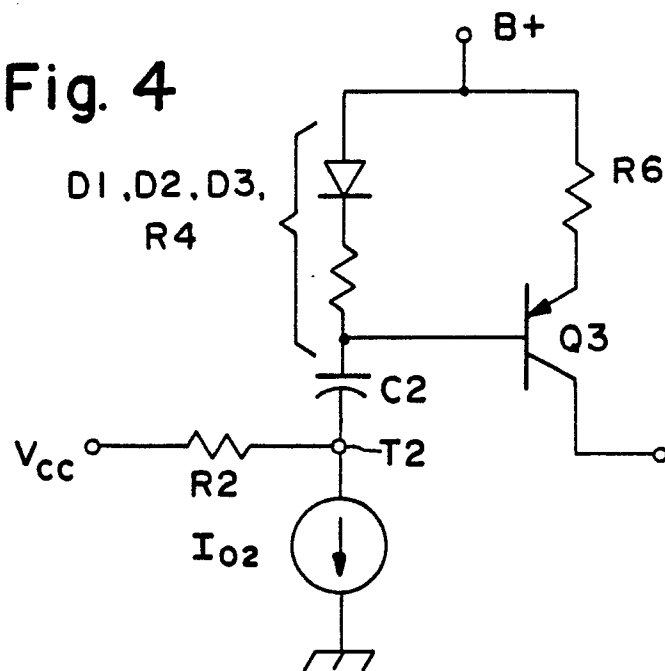 Fig. 4
B+
D1,D2,D3,
R4
R6
Q3
C2
VCC
R2
T2
IO2